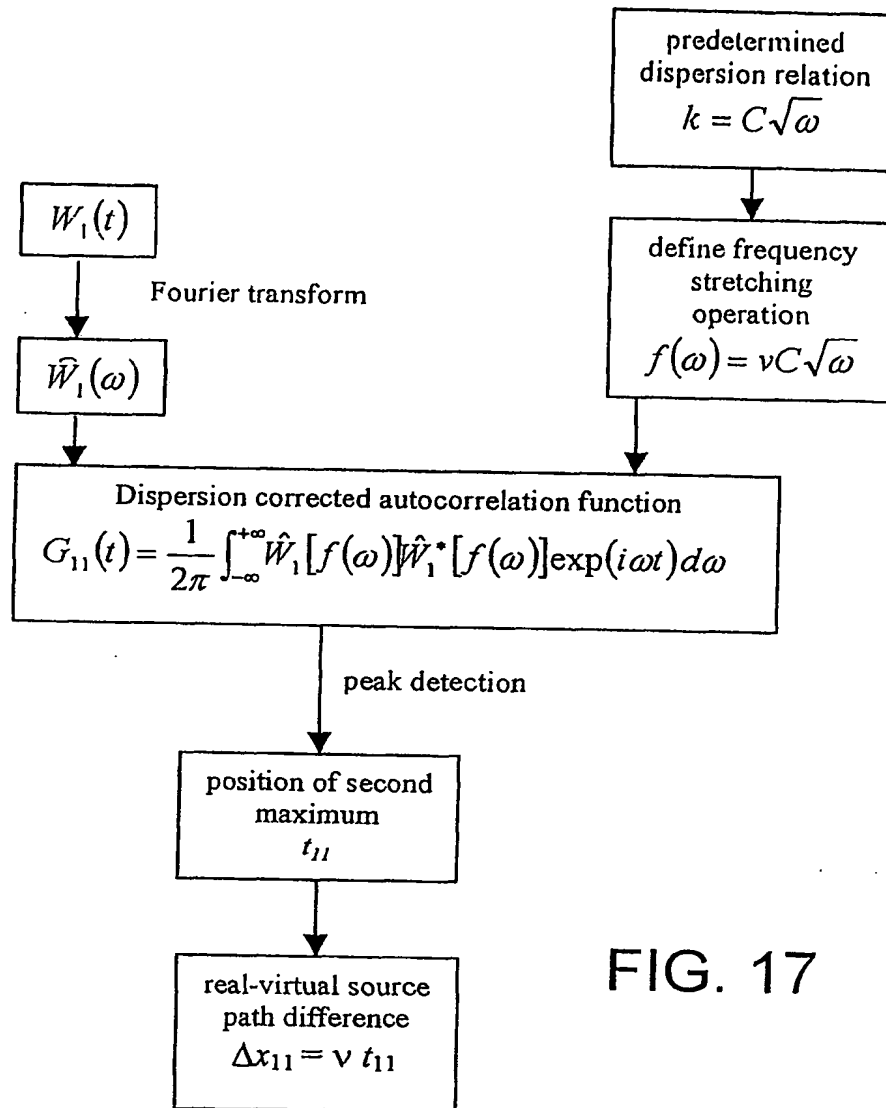 predetermined
dispersion relation
k = C√ω
W₁(t)
Fourier transform
Ŵ₁(ω)
define frequency
stretching
operation
f(ω) = νC√ω
Dispersion corrected autocorrelation function
G₁₁(t) = 1/2π ∫₋∞⁺∞ Ŵ₁[f(ω)]Ŵ₁*[f(ω)]exp(iωt)dω
peak detection
position of second
maximum
t₁₁
real-virtual source
path difference
Δx₁₁ = ν t₁₁
FIG. 17